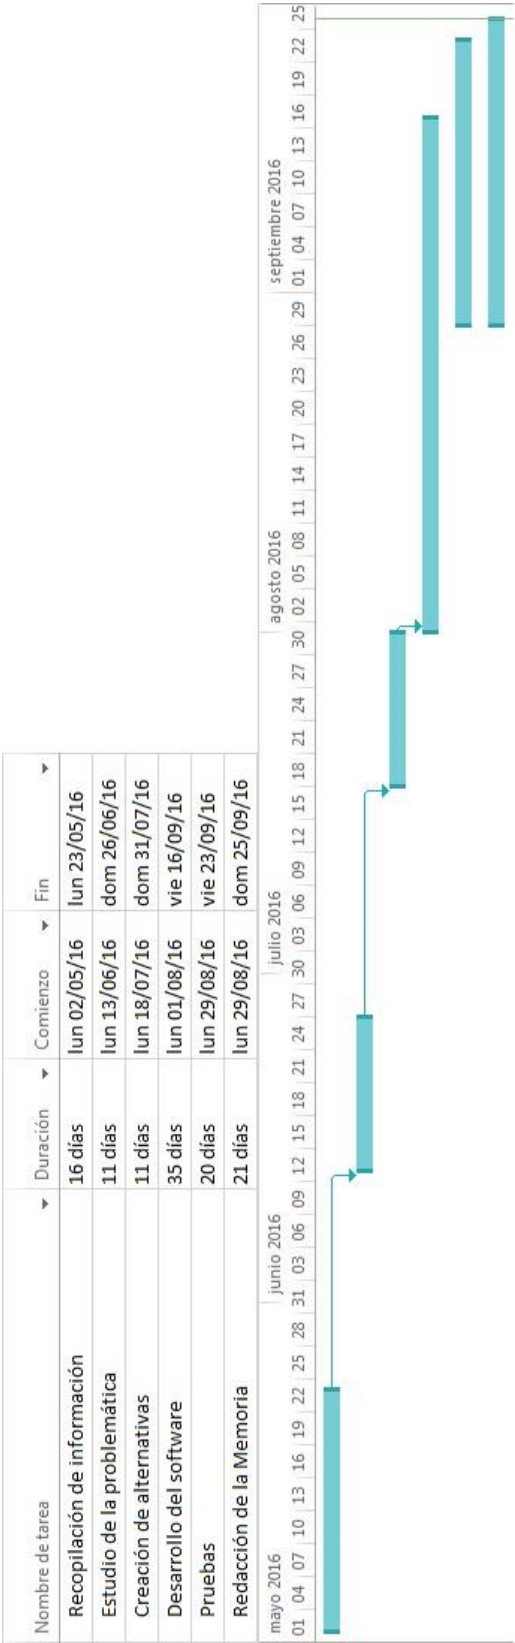 Nombre de tarea Duración Comienzo Fin
Recopilación de información 16 días lun 02/05/16 lun 23/05/16
Estudio de la problemática 11 días lun 13/06/16 dom 26/06/16
Creación de alternativas 11 días lun 18/07/16 dom 31/07/16
Desarrollo del software 35 días lun 01/08/16 vie 16/09/16
Pruebas 20 días lun 29/08/16 vie 23/09/16
Redacción de la Memoria 21 días lun 29/08/16 dom 25/09/16
mayo 2016 junio 2016 julio 2016 agosto 2016 septiembre 2016
01 04 07 10 13 16 19 22 25 28 31 03 06 09 12 15 18 21 24 27 30 03 06 09 12 15 18 21 24 27 30 02 05 08 11 14 17 20 23 26 29 01 04 07 10 13 16 19 22 25